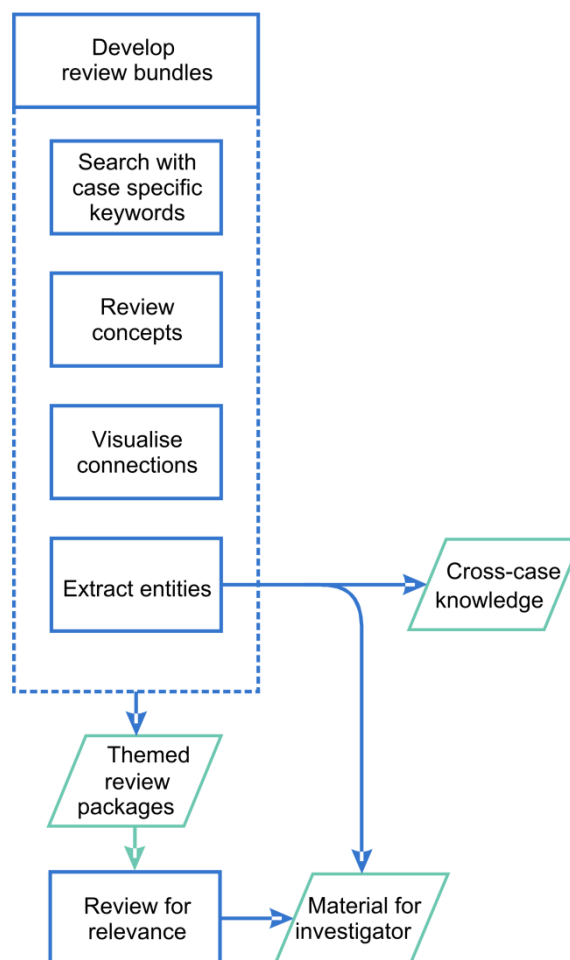 Develop
review bundles
Search with
case specific
keywords
Review
concepts
Visualise
connections
Extract entities
Cross-case
knowledge
Themed
review
packages
Review for
relevance
Material for
investigator